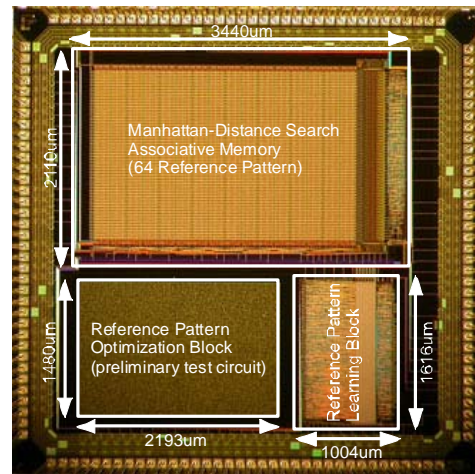 3440um
2110um
Manhattan-Distance Search
Associative Memory
(64 Reference Pattern)
1480um
Reference Pattern
Optimization Block
(preliminary test circuit)
Reference Pattern
Learning Block
1616um
2193um
1004um